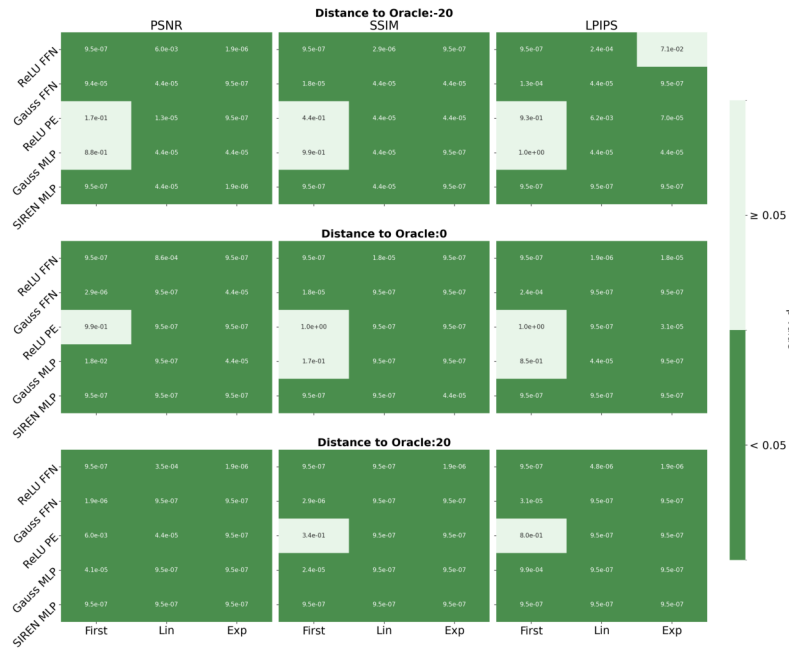 Distance to Oracle:-20
PSNR SSIM LPIPS
ReLU FFN 9.5e-07 6.0e-03 1.9e-06 9.5e-07 2.9e-06 9.5e-07 9.5e-07 2.4e-04 7.1e-02
Gauss FFN 9.4e-05 4.4e-05 9.5e-07 1.8e-05 4.4e-05 4.4e-05 1.3e-04 4.4e-05 9.5e-07
ReLU PE 1.7e-01 1.3e-05 9.5e-07 4.4e-01 4.4e-05 4.4e-05 9.3e-01 6.2e-03 7.0e-05
Gauss MLP 8.8e-01 4.4e-05 4.4e-05 9.9e-01 4.4e-05 9.5e-07 1.0e+00 4.4e-05 4.4e-05
SIREN MLP 9.5e-07 4.4e-05 1.9e-06 9.5e-07 4.4e-05 9.5e-07 9.5e-07 9.5e-07 9.5e-07
≥ 0.05
Distance to Oracle:0
ReLU FFN 9.5e-07 8.6e-04 9.5e-07 9.5e-07 1.8e-05 9.5e-07 9.5e-07 1.9e-06 1.8e-05
Gauss FFN 2.9e-06 9.5e-07 4.4e-05 1.8e-05 9.5e-07 9.5e-07 2.4e-04 9.5e-07 9.5e-07
ReLU PE 9.9e-01 9.5e-07 9.5e-07 1.0e+00 9.5e-07 9.5e-07 1.0e+00 9.5e-07 3.1e-05
Gauss MLP 1.8e-02 9.5e-07 4.4e-05 1.7e-01 9.5e-07 9.5e-07 8.5e-01 4.4e-05 9.5e-07
SIREN MLP 9.5e-07 9.5e-07 9.5e-07 9.5e-07 9.5e-07 4.4e-05 9.5e-07 9.5e-07 9.5e-07
< 0.05
Distance to Oracle:20
ReLU FFN 9.5e-07 3.5e-04 9.5e-07 9.5e-07 9.5e-07 1.9e-06 9.5e-07 4.8e-06 1.9e-06
Gauss FFN 1.9e-06 9.5e-07 9.5e-07 2.9e-06 9.5e-07 9.5e-07 3.1e-05 9.5e-07 9.5e-07
ReLU PE 6.0e-03 4.4e-05 9.5e-07 3.4e-01 9.5e-07 9.5e-07 8.0e-01 9.5e-07 9.5e-07
Gauss MLP 4.1e-05 9.5e-07 9.5e-07 2.4e-05 9.5e-07 9.5e-07 9.9e-04 9.5e-07 9.5e-07
SIREN MLP 9.5e-07 9.5e-07 9.5e-07 9.5e-07 9.5e-07 9.5e-07 9.5e-07 9.5e-07 9.5e-07
First Lin Exp First Lin Exp First Lin Exp